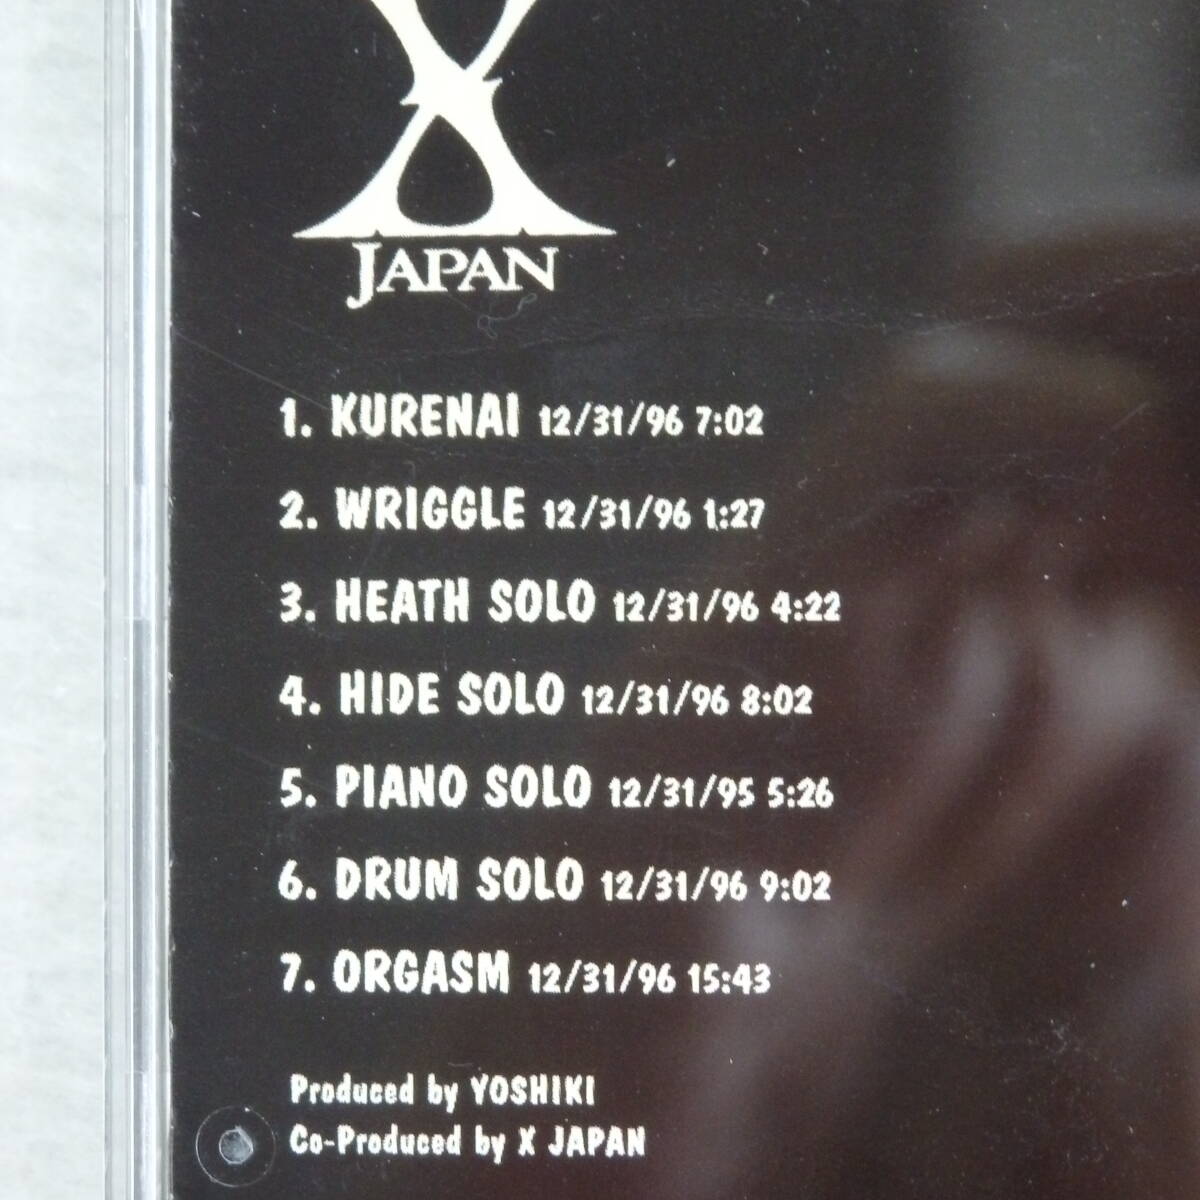 X
JAPAN
1. KURENAI 12/31/96 7:02
2. WRIGGLE 12/31/96 1:27
3. HEATH SOLO 12/31/96 4:22
4. HIDE SOLO 12/31/96 8:02
5. PIANO SOLO 12/31/95 5:26
6. DRUM SOLO 12/31/96 9:02
7. ORGASM 12/31/96 15:43
Produced by YOSHIKI
Co-Produced by X JAPAN